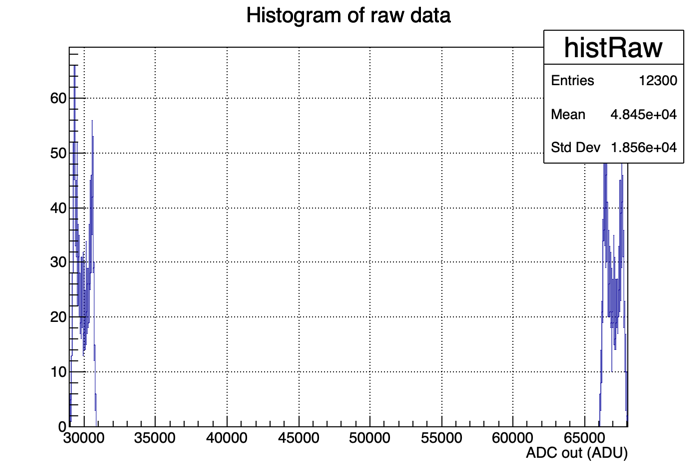 Histogram of raw data
histRaw
Entries 12300
Mean 4.845e+04
Std Dev 1.856e+04
60
50
40
30
20
10
0
30000 35000 40000 45000 50000 55000 60000 65000
ADC out (ADU)